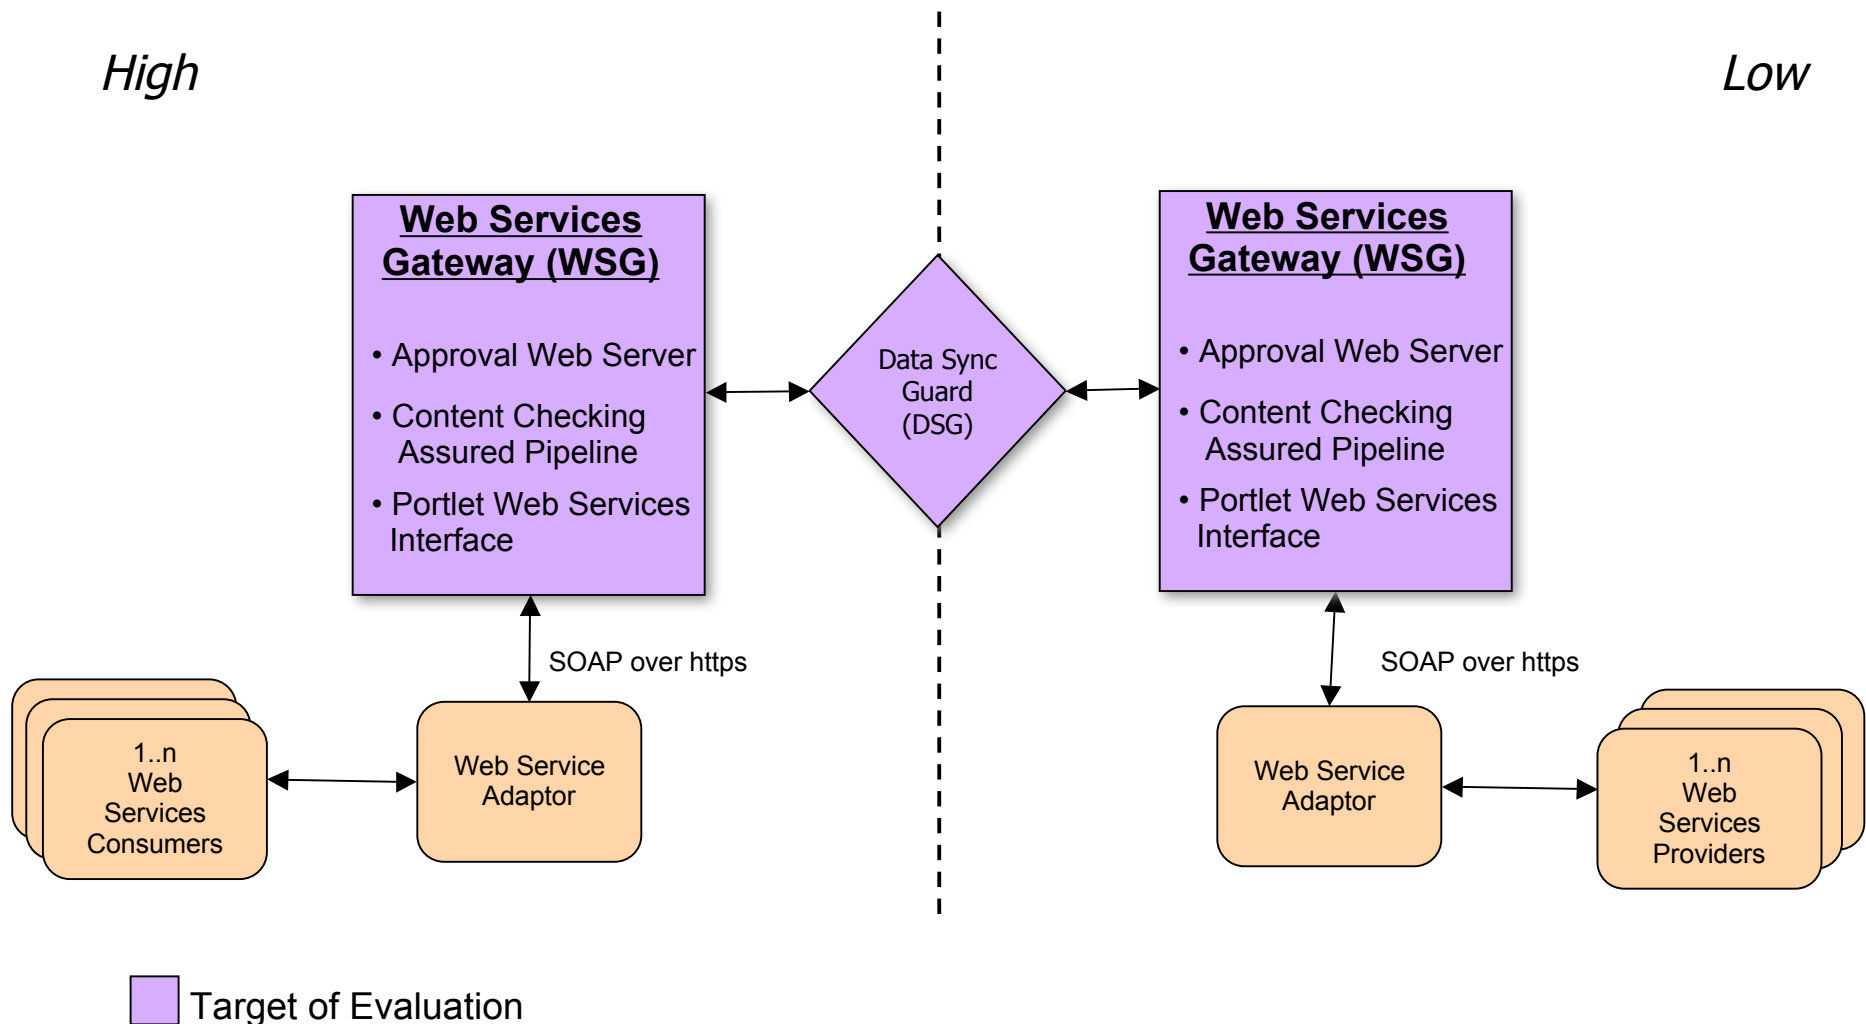 High
Low
Web Services
Gateway (WSG)
• Approval Web Server
• Content Checking
Assured Pipeline
• Portlet Web Services
Interface
Data Sync
Guard
(DSG)
Web Services
Gateway (WSG)
• Approval Web Server
• Content Checking
Assured Pipeline
• Portlet Web Services
Interface
SOAP over https
SOAP over https
1..n
Web
Services
Consumers
Web Service
Adaptor
Web Service
Adaptor
1..n
Web
Services
Providers
Target of Evaluation